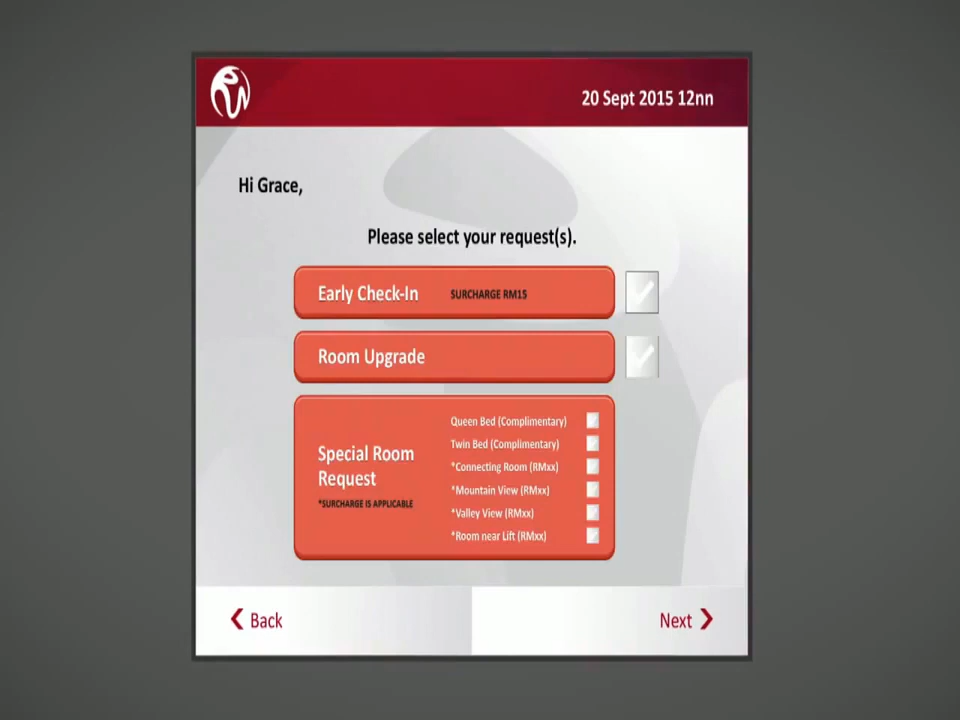 20 Sept 2015 12nn
Hi Grace,
Please select your request(s).
Early Check-In SURCHARGE RM15
Room Upgrade
Special Room
Request
*SURCHARGE IS APPLICABLE
Queen Bed (Complimentary)
Twin Bed (Complimentary)
*Connecting Room (RMxx)
*Mountain View (RMxx)
*Valley View (RMxx)
*Room near Lift (RMxx)
Back
Next